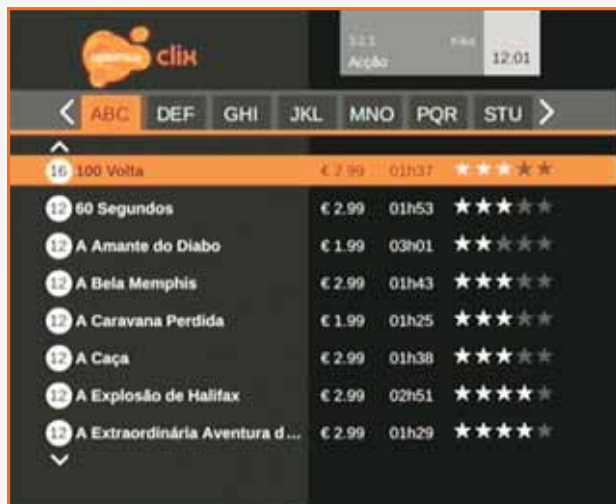 clix
Acção
12.01
ABC DEF GHI JKL MNO PQR STU
16 100 Volta € 2.99 01h37
12 60 Segundos € 2.99 01h53
12 A Amante do Diabo € 1.99 03h01
12 A Bela Memphis € 2.99 01h43
12 A Caravana Perdida € 1.99 01h25
12 A Caça € 2.99 01h38
12 A Explosão de Halifax € 2.99 02h51
12 A Extraordinária Aventura d... € 2.99 01h29